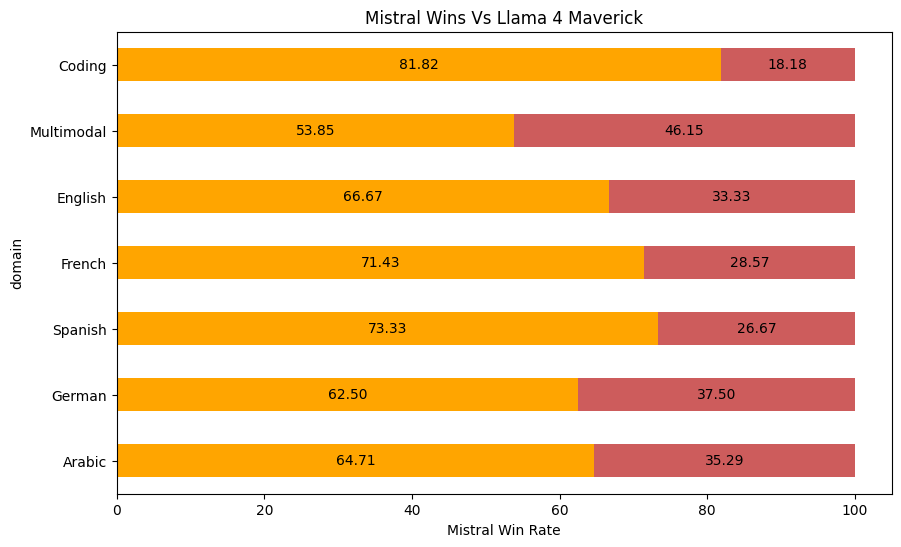 Mistral Wins Vs Llama 4 Maverick
Coding 81.82 18.18
Multimodal 53.85 46.15
English 66.67 33.33
French 71.43 28.57
Spanish 73.33 26.67
German 62.50 37.50
Arabic 64.71 35.29
domain
0 20 40 60 80 100
Mistral Win Rate